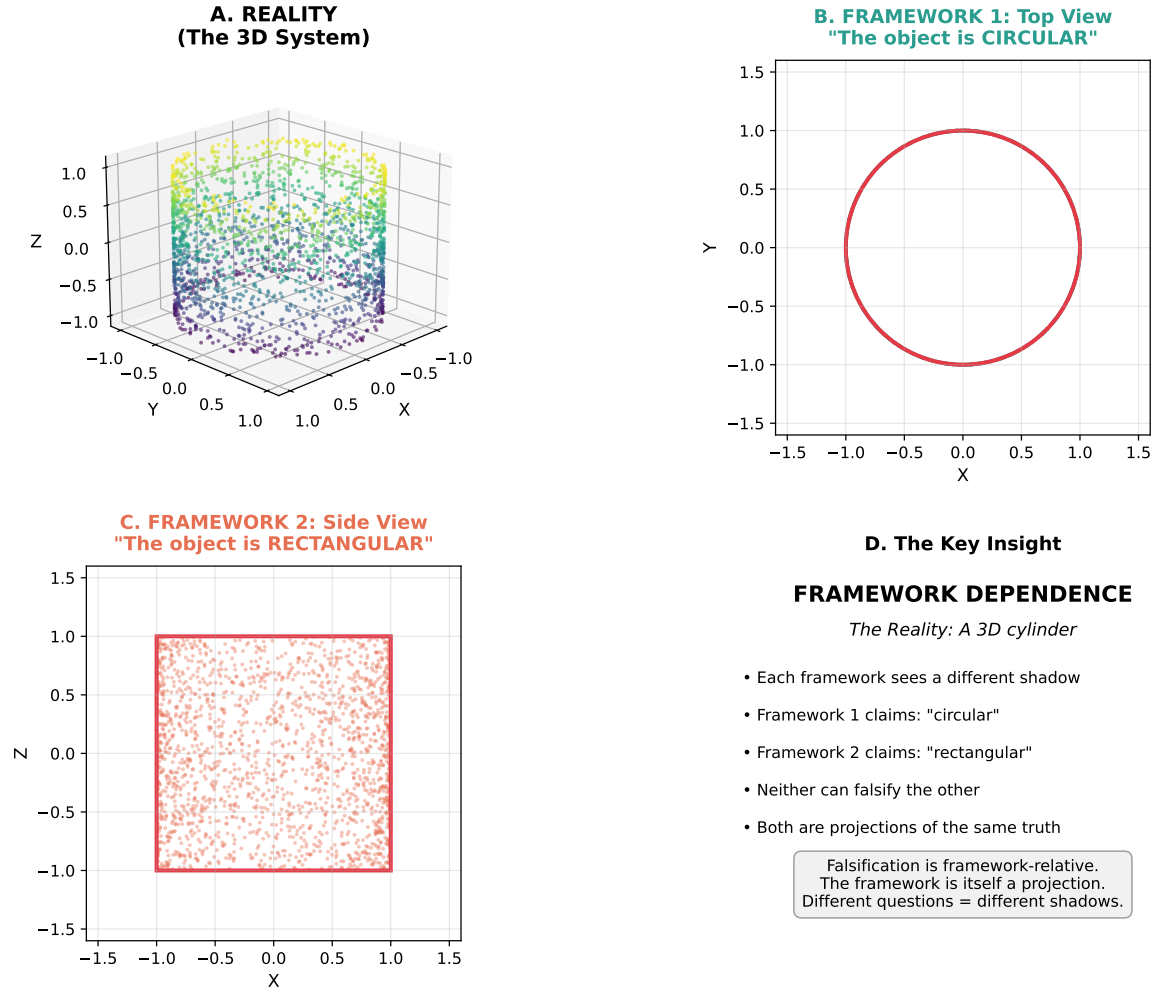 A. REALITY
(The 3D System)
1.0
0.5
0.0
−0.5
−1.0
Z
−1.0
−0.5
0.0
0.5
1.0
Y
1.0
0.5
0.0
−0.5
−1.0
X
B. FRAMEWORK 1: Top View
"The object is CIRCULAR"
1.5
1.0
0.5
0.0
−0.5
−1.0
−1.5
Y
−1.5 −1.0 −0.5 0.0 0.5 1.0 1.5
X
C. FRAMEWORK 2: Side View
"The object is RECTANGULAR"
1.5
1.0
0.5
0.0
−0.5
−1.0
−1.5
Z
−1.5 −1.0 −0.5 0.0 0.5 1.0 1.5
X
D. The Key Insight
FRAMEWORK DEPENDENCE
The Reality: A 3D cylinder
• Each framework sees a different shadow
• Framework 1 claims: "circular"
• Framework 2 claims: "rectangular"
• Neither can falsify the other
• Both are projections of the same truth
Falsification is framework-relative.
The framework is itself a projection.
Different questions = different shadows.